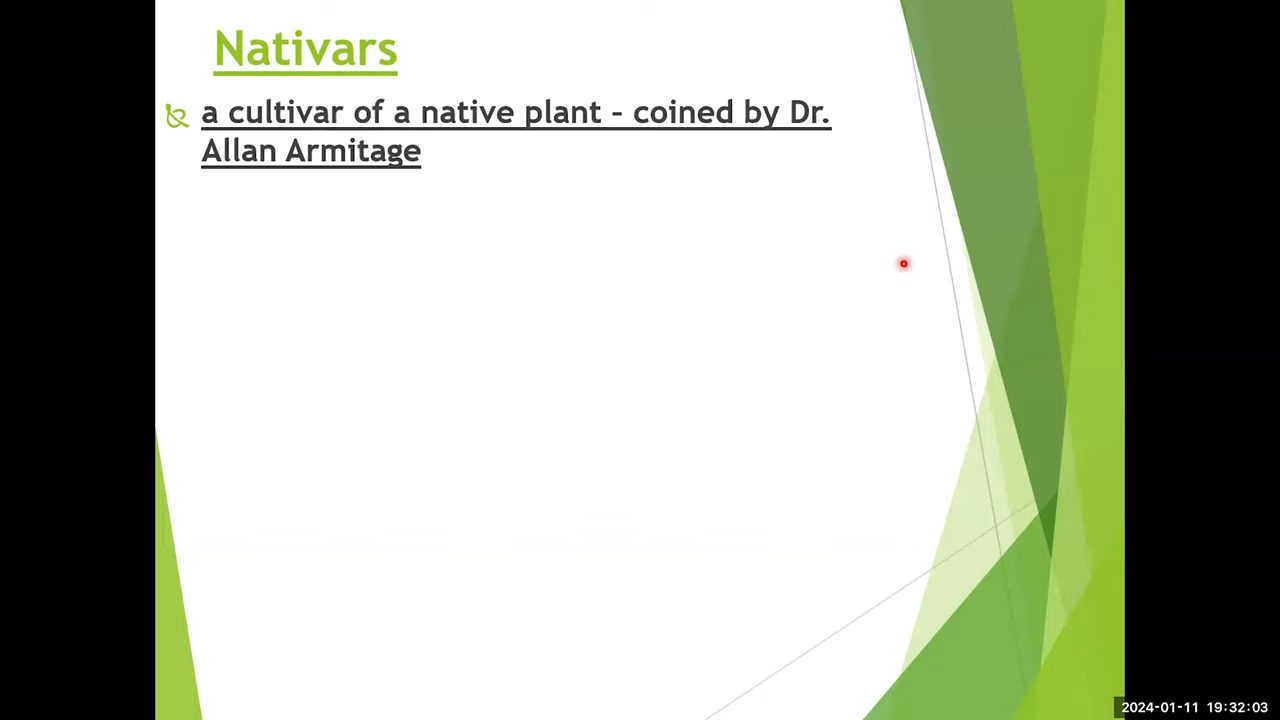 Nativars
a cultivar of a native plant – coined by Dr.
Allan Armitage
2024-01-11 19:32:03